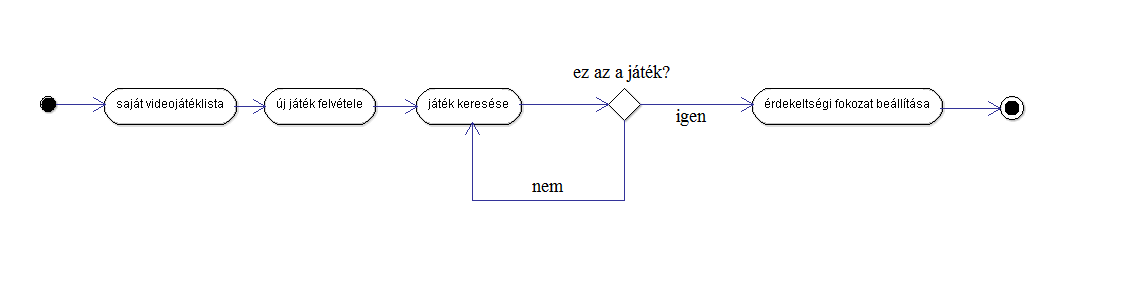 ez az a játék?
saját videojátéklista
új játék felvétele
játék keresése
érdekeltségi fokozat beállítása
igen
nem